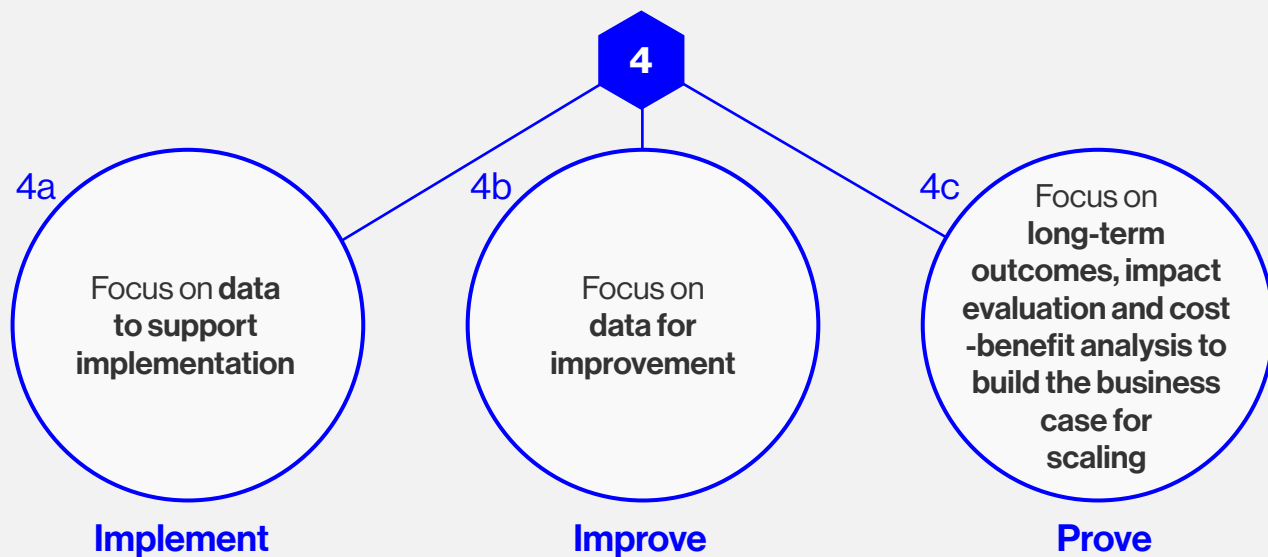 4
4a
Focus on data
to support
implementation
Implement
4b
Focus on
data for
improvement
Improve
4c
Focus on
long-term
outcomes, impact
evaluation and cost
-benefit analysis to
build the business
case for
scaling
Prove